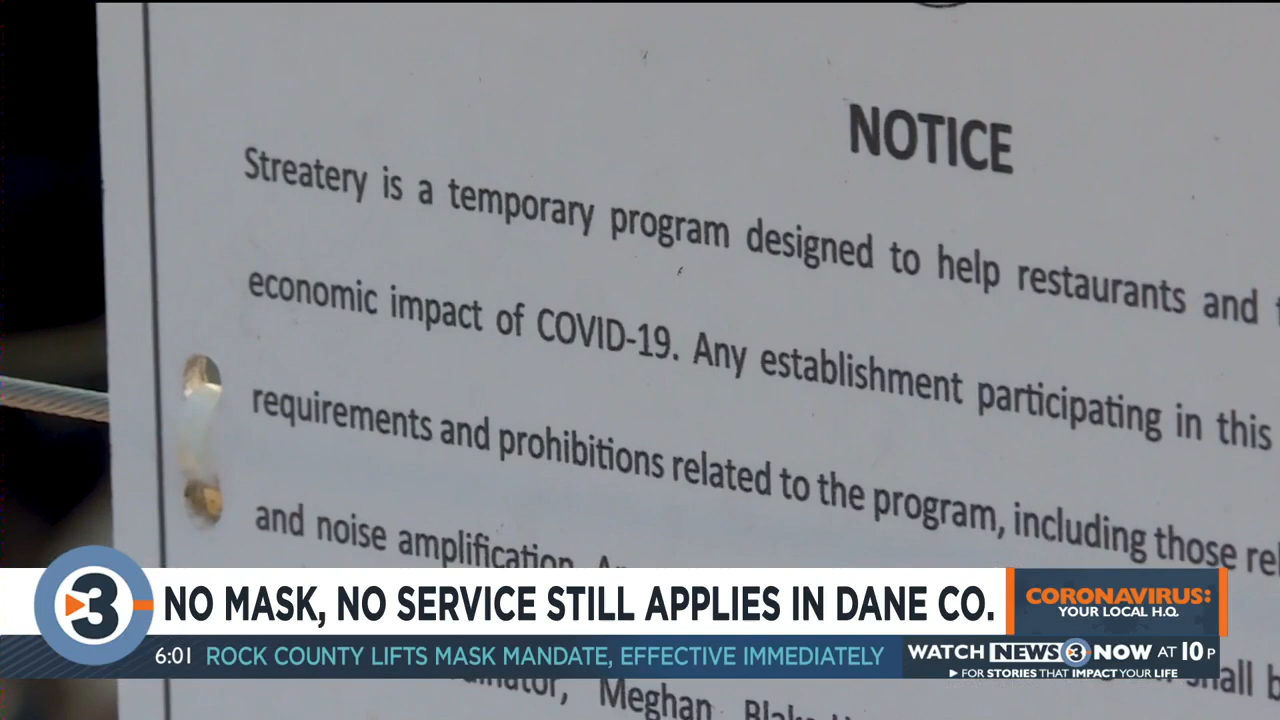 NOTICE
Streatery is a temporary program designed to help restaurants and
economic impact of COVID-19. Any establishment participating in this
requirements and prohibitions related to the program, including those
and noise amplification.
3
NO MASK, NO SERVICE STILL APPLIES IN DANE CO.
CORONAVIRUS:
YOUR LOCAL H.Q.
6:01 ROCK COUNTY LIFTS MASK MANDATE, EFFECTIVE IMMEDIATELY
WATCH NEWS 3 NOW AT 10P
FOR STORIES THAT IMPACT YOUR LIFE
Meghan